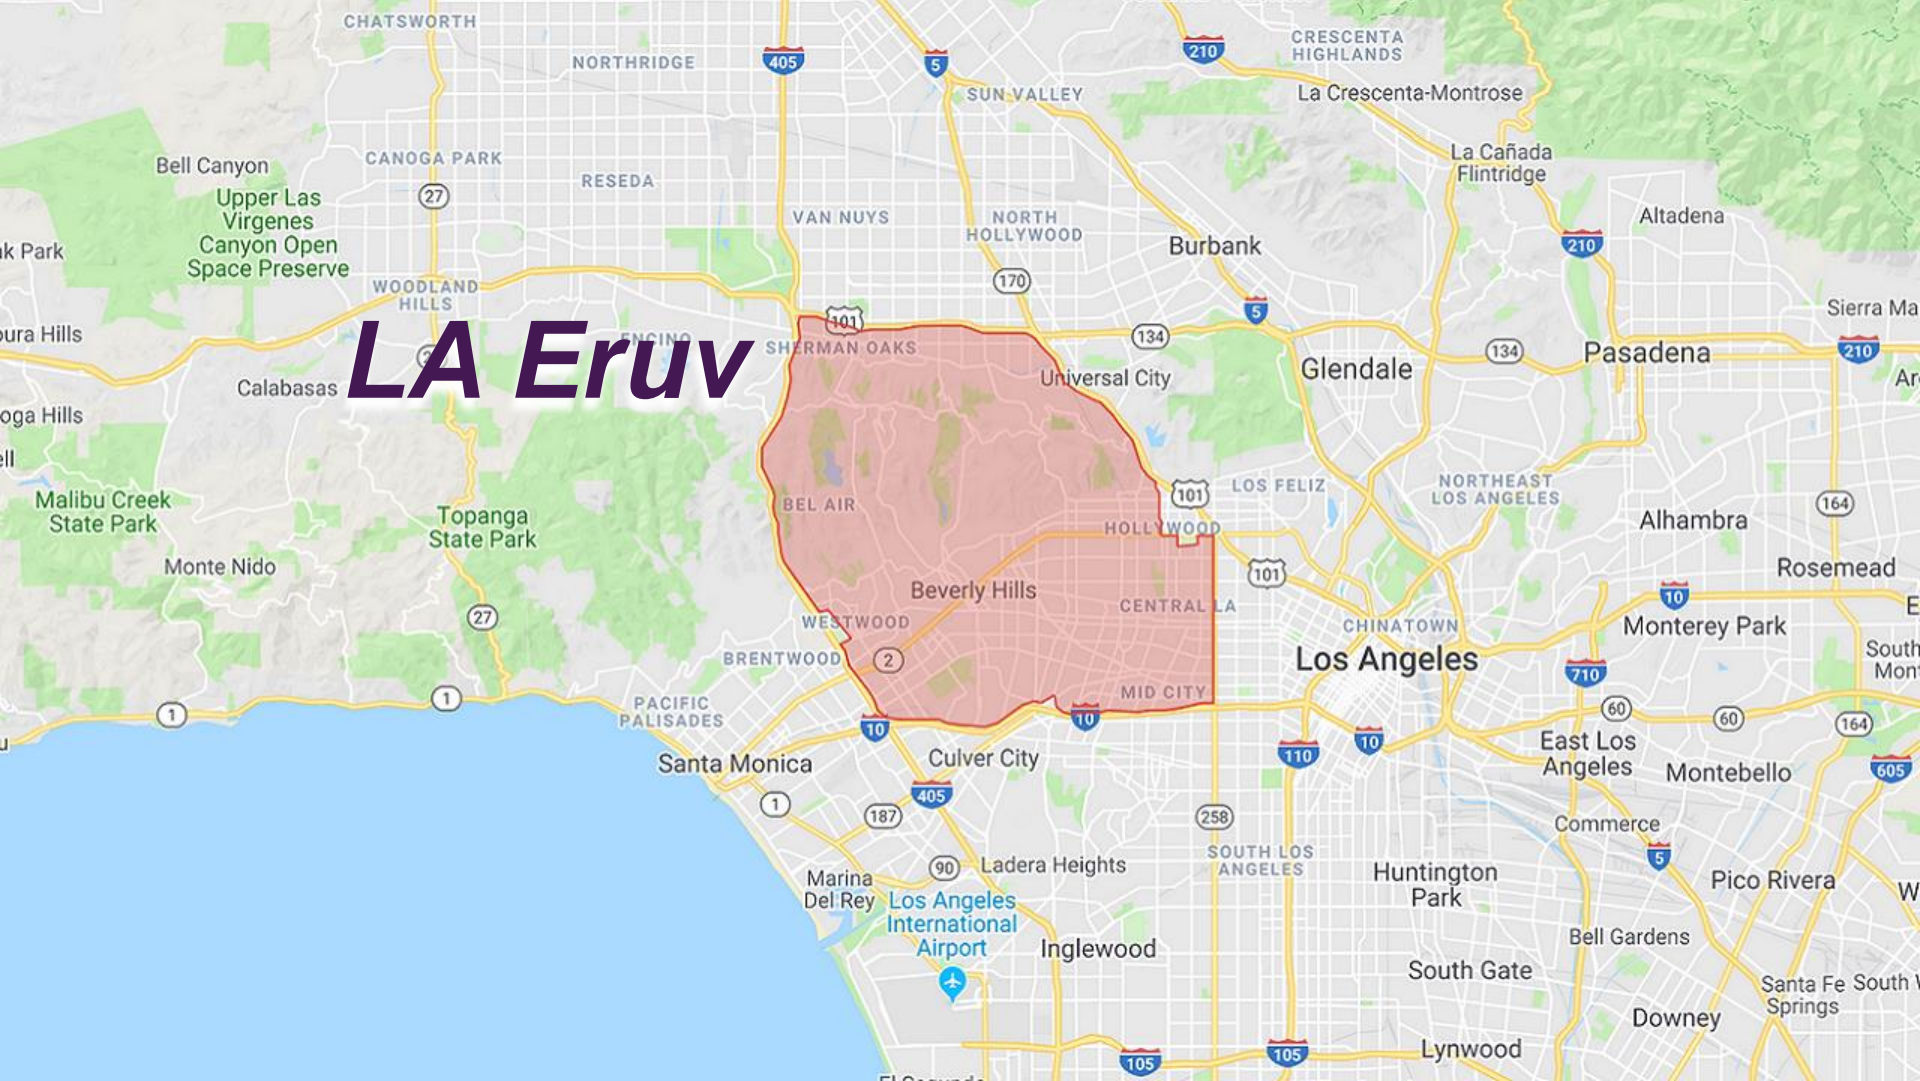 CHATSWORTH
NORTHRIDGE
405
5
210
CRESCENTA
HIGHLANDS
SUN VALLEY
La Crescenta-Montrose
Bell Canyon
CANOGA PARK
RESEDA
La Cañada
Flintridge
27
Upper Las
Virgenes
Canyon Open
Space Preserve
VAN NUYS
NORTH
HOLLYWOOD
Burbank
Altadena
210
170
WOODLAND
HILLS
5
Sierra Ma
LA Eruv
ENCINO
101
SHERMAN OAKS
134
134
Pasadena
210
Glendale
Calabasas
Universal City
Malibu Creek
State Park
Topanga
State Park
BEL AIR
101
LOS FELIZ
NORTHEAST
LOS ANGELES
164
Alhambra
HOLLYWOOD
Monte Nido
101
Rosemead
27
Beverly Hills
CENTRAL LA
10
CHINATOWN
Monterey Park
WESTWOOD
BRENTWOOD
2
Los Angeles
710
South
1
1
PACIFIC
PALISADES
MID CITY
10
10
60
60
164
Santa Monica
Culver City
110
10
East Los
Angeles
Montebello
605
405
1
187
258
Commerce
5
SOUTH LOS
ANGELES
90
Ladera Heights
Huntington
Park
Pico Rivera
Marina
Del Rey
Los Angeles
International
Airport
Inglewood
Bell Gardens
South Gate
Santa Fe
Springs
South
Downey
105
105
Lynwood